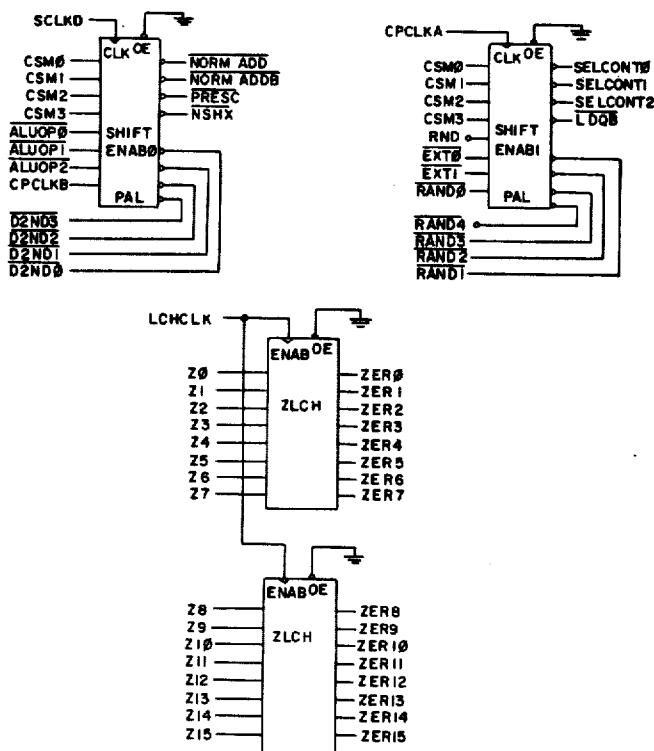 SCLKD
CLK OE
CSMØ
CSM1
CSM2
CSM3
ALUOPØ
ALUOP1
ALUOP2
CPCLKB
SHIFT
ENABØ
PAL
NORM ADD
NORM ADDB
PRESC
NSHX
D2ND3
D2ND2
D2ND1
D2NDØ
CPCLKA
CLK OE
CSMØ
CSM1
CSM2
CSM3
RND
EXTØ
EXT1
RANDØ
SHIFT
ENAB1
PAL
SELCONTØ
SELCONT1
SELCONT2
LDQB
RAND4
RAND3
RAND2
RAND1
LCHCLK
ENAB OE
ZLCH
ZØ ZERØ
Z1 ZER1
Z2 ZER2
Z3 ZER3
Z4 ZER4
Z5 ZER5
Z6 ZER6
Z7 ZER7
ENAB OE
ZLCH
Z8 ZER8
Z9 ZER9
Z1Ø ZER1Ø
Z11 ZER11
Z12 ZER12
Z13 ZER13
Z14 ZER14
Z15 ZER15